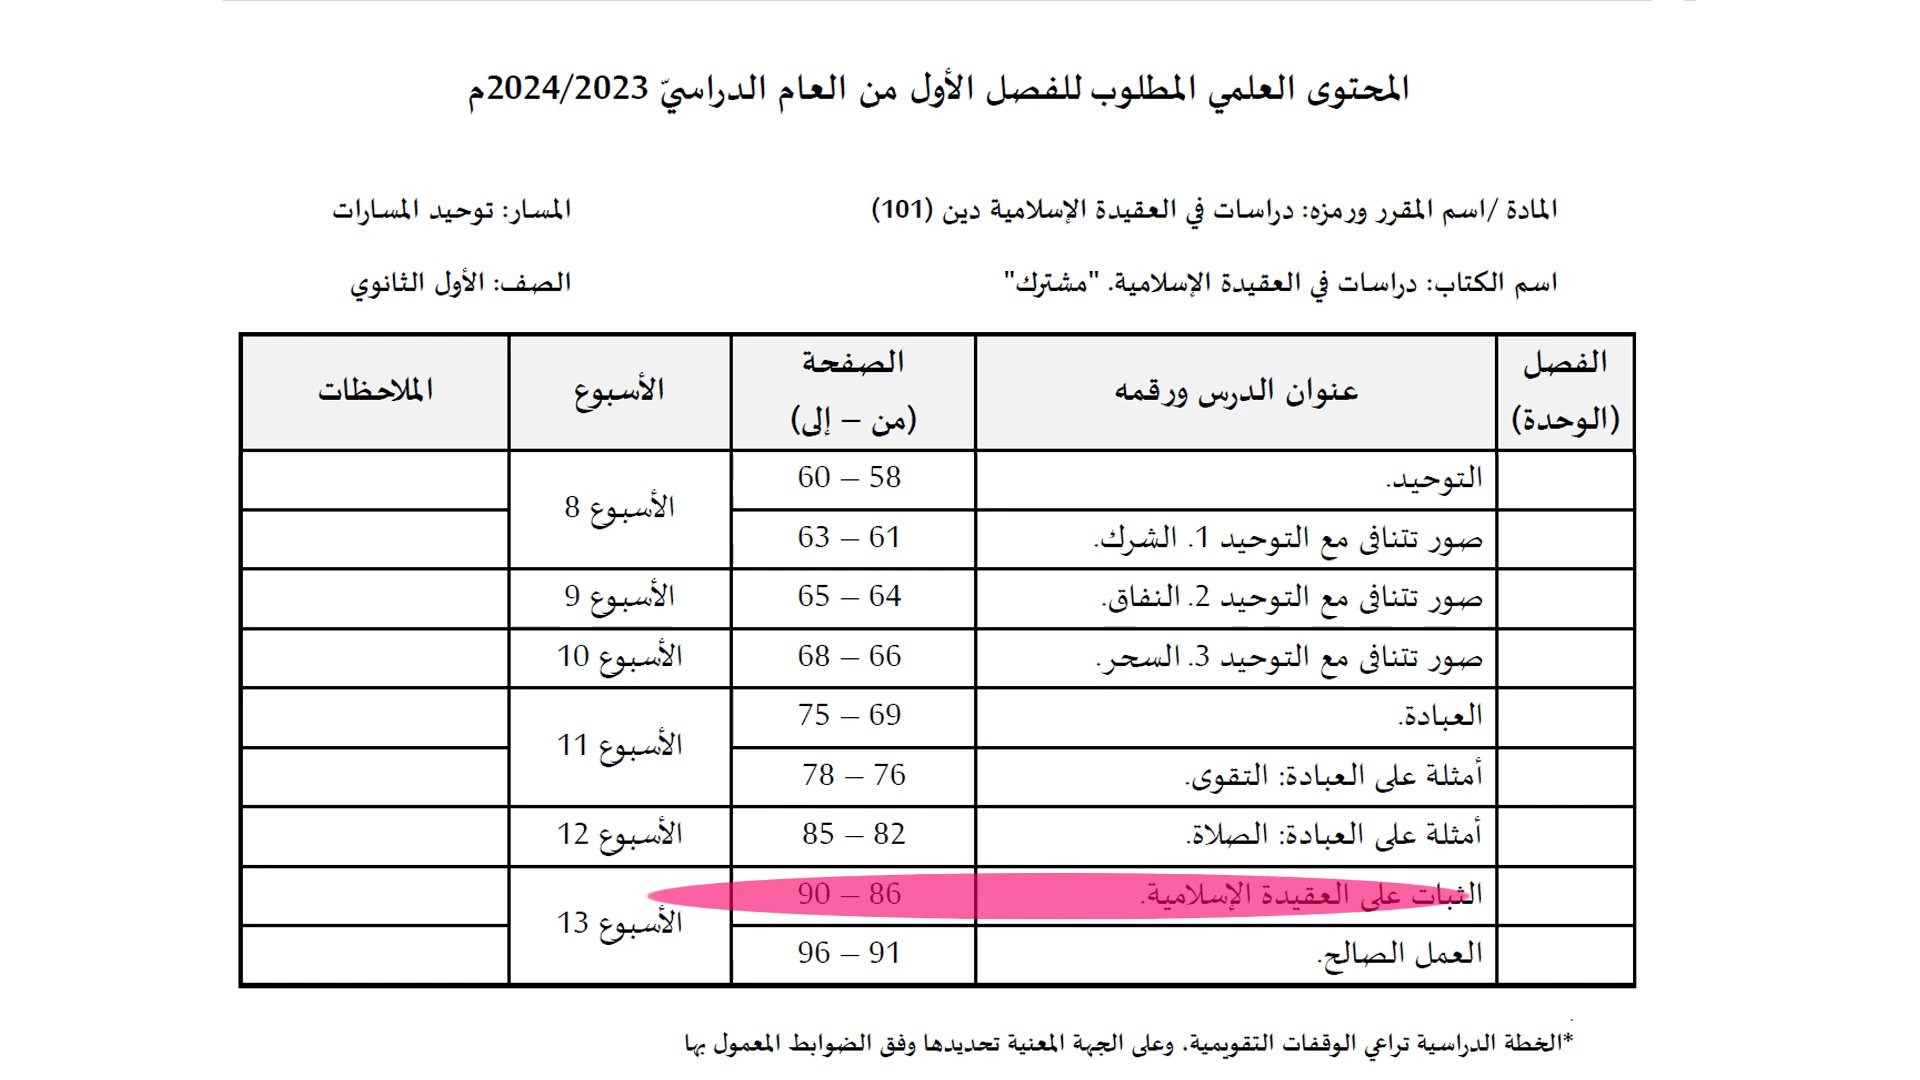 المحتوى العلمي المطلوب للفصل الأول من العام الدراسيّ 2024/2023م
المادة /اسم المقرر ورمزه: دراسات في العقيدة الإسلامية دين (101) المسار: توحيد المسارات
اسم الكتاب: دراسات في العقيدة الإسلامية. "مشترك" الصف: الأول الثانوي
الفصل (الوحدة) عنوان الدرس ورقمه الصفحة (من – إلى) الأسبوع الملاحظات
التوحيد. 58 – 60 الأسبوع 8
صور تتنافى مع التوحيد 1. الشرك. 61 – 63
صور تتنافى مع التوحيد 2. النفاق. 64 – 65 الأسبوع 9
صور تتنافى مع التوحيد 3. السحر. 66 – 68 الأسبوع 10
العبادة. 69 – 75 الأسبوع 11
أمثلة على العبادة: التقوى. 76 – 78
أمثلة على العبادة: الصلاة. 82 – 85 الأسبوع 12
الثبات على العقيدة الإسلامية. 86 – 90 الأسبوع 13
العمل الصالح. 91 – 96
*الخطة الدراسية تراعي الوقفات التقويمية. وعلى الجهة المعنية تحديدها وفق الضوابط المعمول بها